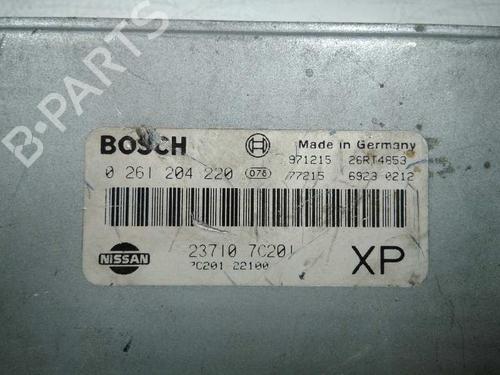 B-PARTS
BOSCH
Made in Germany
971215 26RT4653
0 261 204 220 078 77215 6923 0212
23710 7C201
7C201 22100
NISSAN
XP